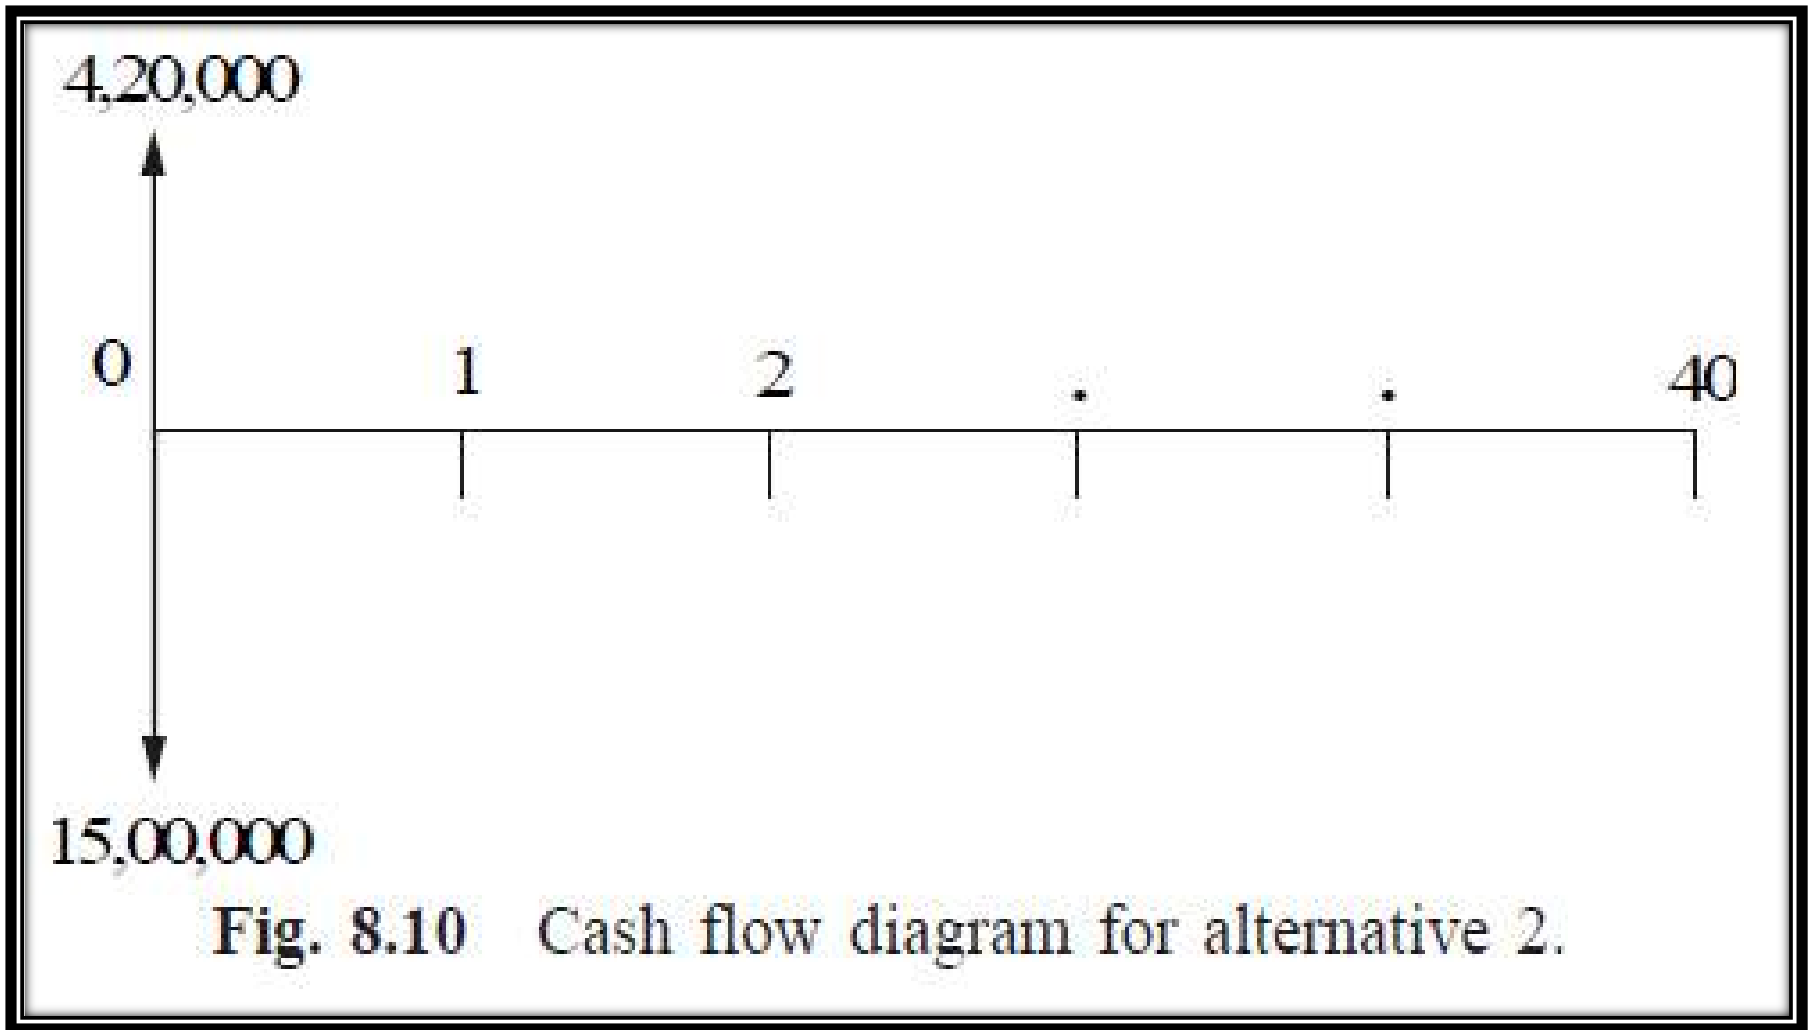 4,20,000
0 1 2 . . 40
15,00,000
Fig. 8.10 Cash flow diagram for alternative 2.